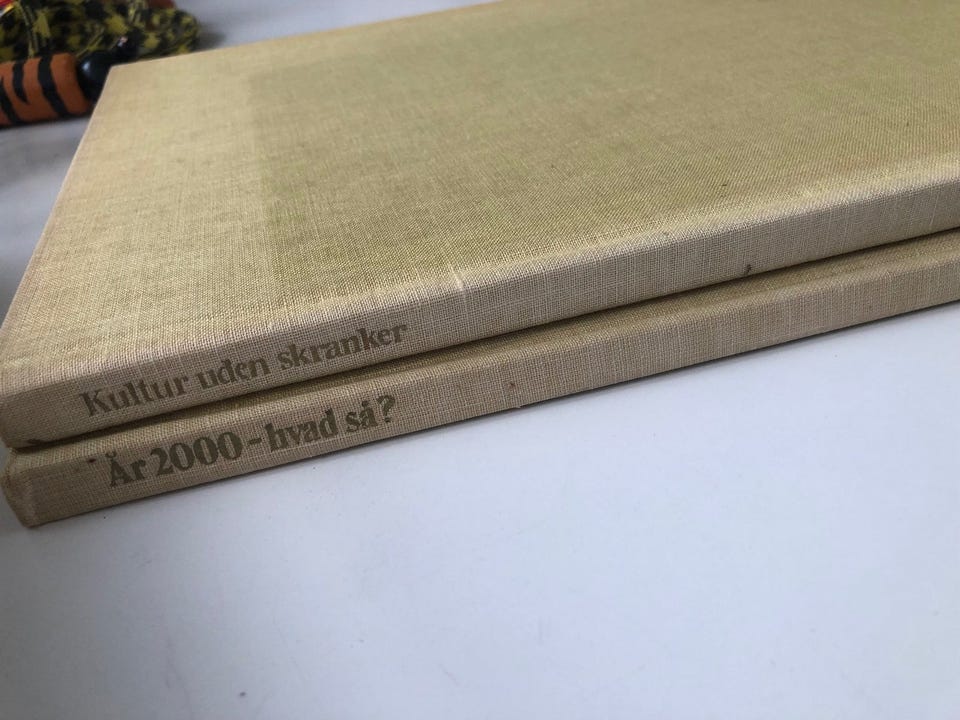 Kultur uden skranker
År 2000 - hvad så?